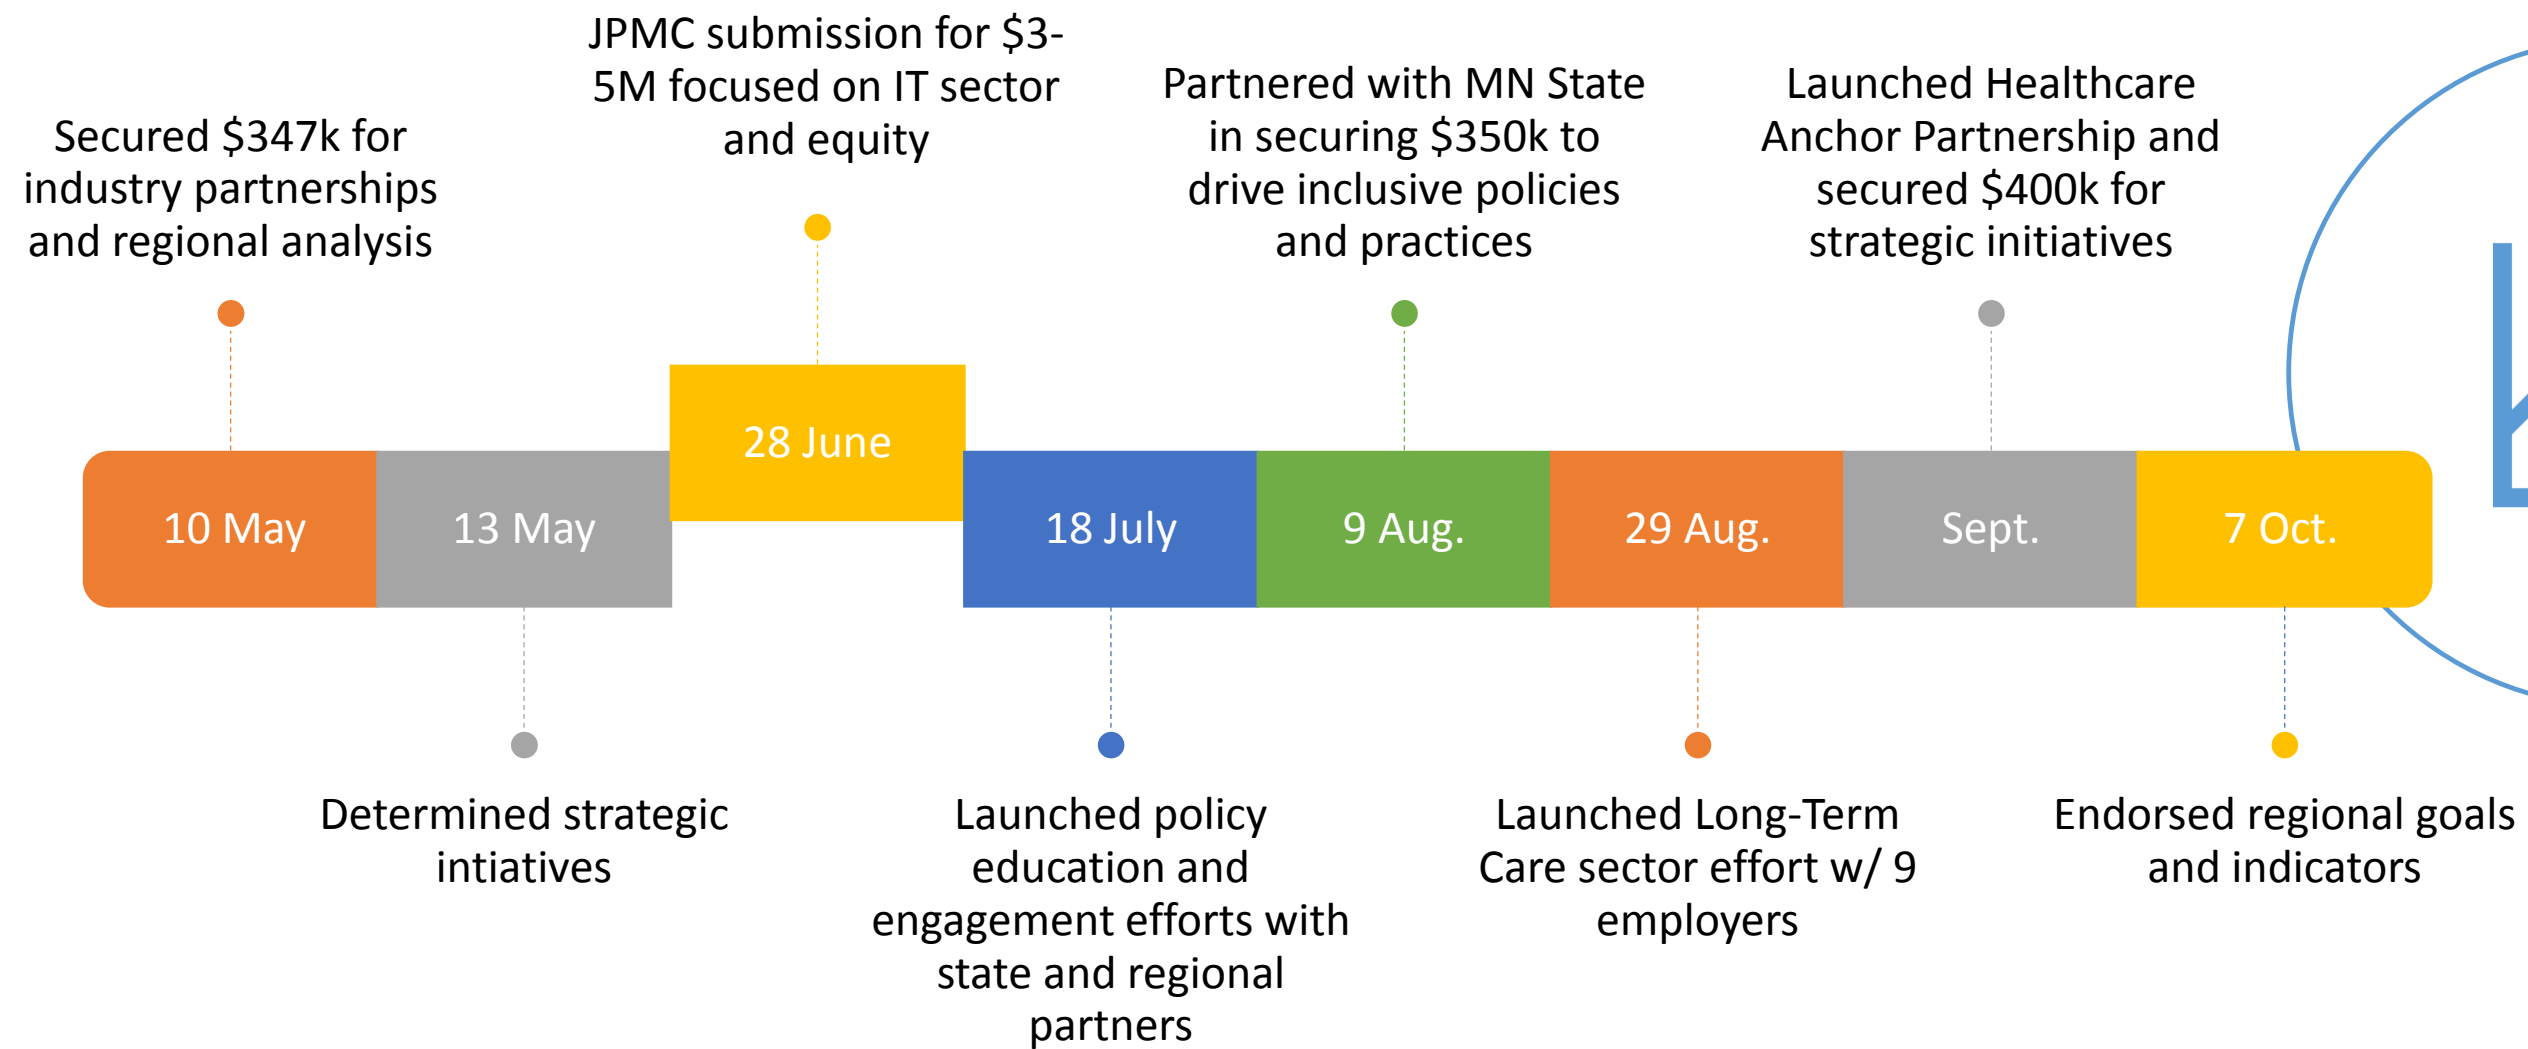 JPMC submission for $3-
5M focused on IT sector
and equity
Secured $347k for
industry partnerships
and regional analysis
Partnered with MN State
in securing $350k to
drive inclusive policies
and practices
Launched Healthcare
Anchor Partnership and
secured $400k for
strategic initiatives
10 May
13 May
28 June
18 July
9 Aug.
29 Aug.
Sept.
7 Oct.
Determined strategic
intiatives
Launched policy
education and
engagement efforts with
state and regional
partners
Launched Long-Term
Care sector effort w/ 9
employers
Endorsed regional goals
and indicators